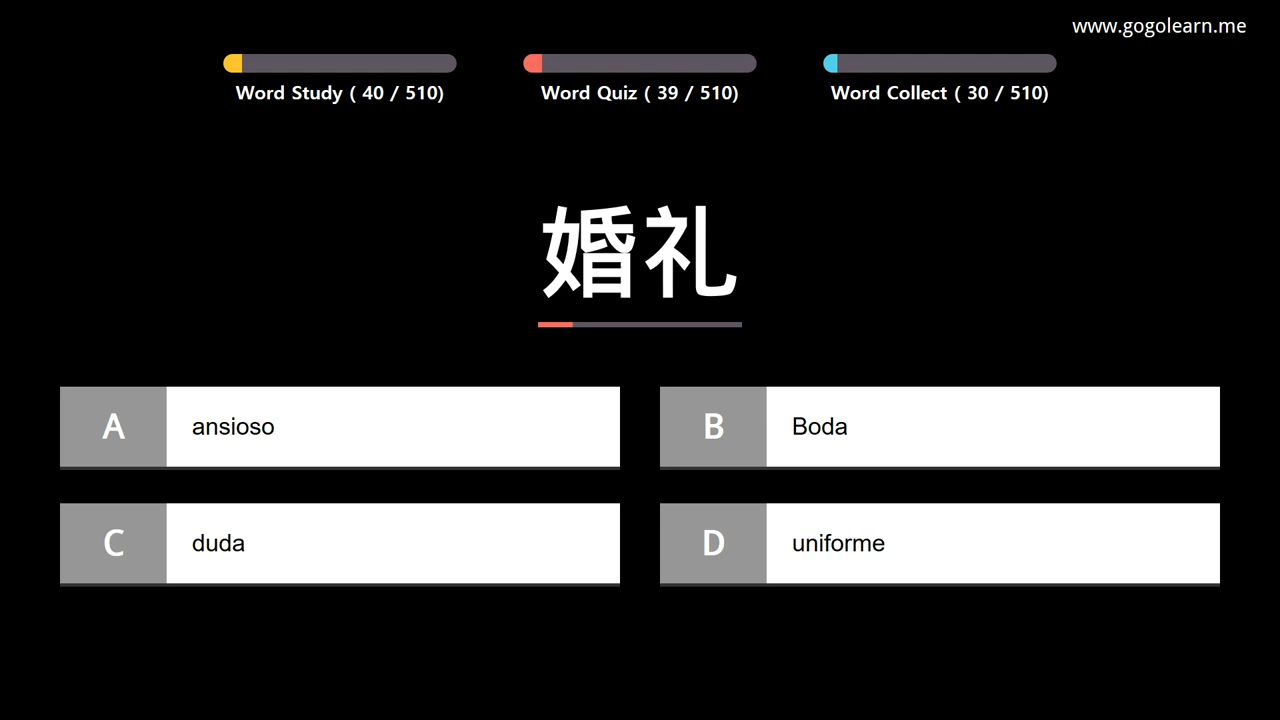 www.gogolearn.me
Word Study ( 40 / 510)
Word Quiz ( 39 / 510)
Word Collect ( 30 / 510)
婚礼
A ansioso
B Boda
C duda
D uniforme